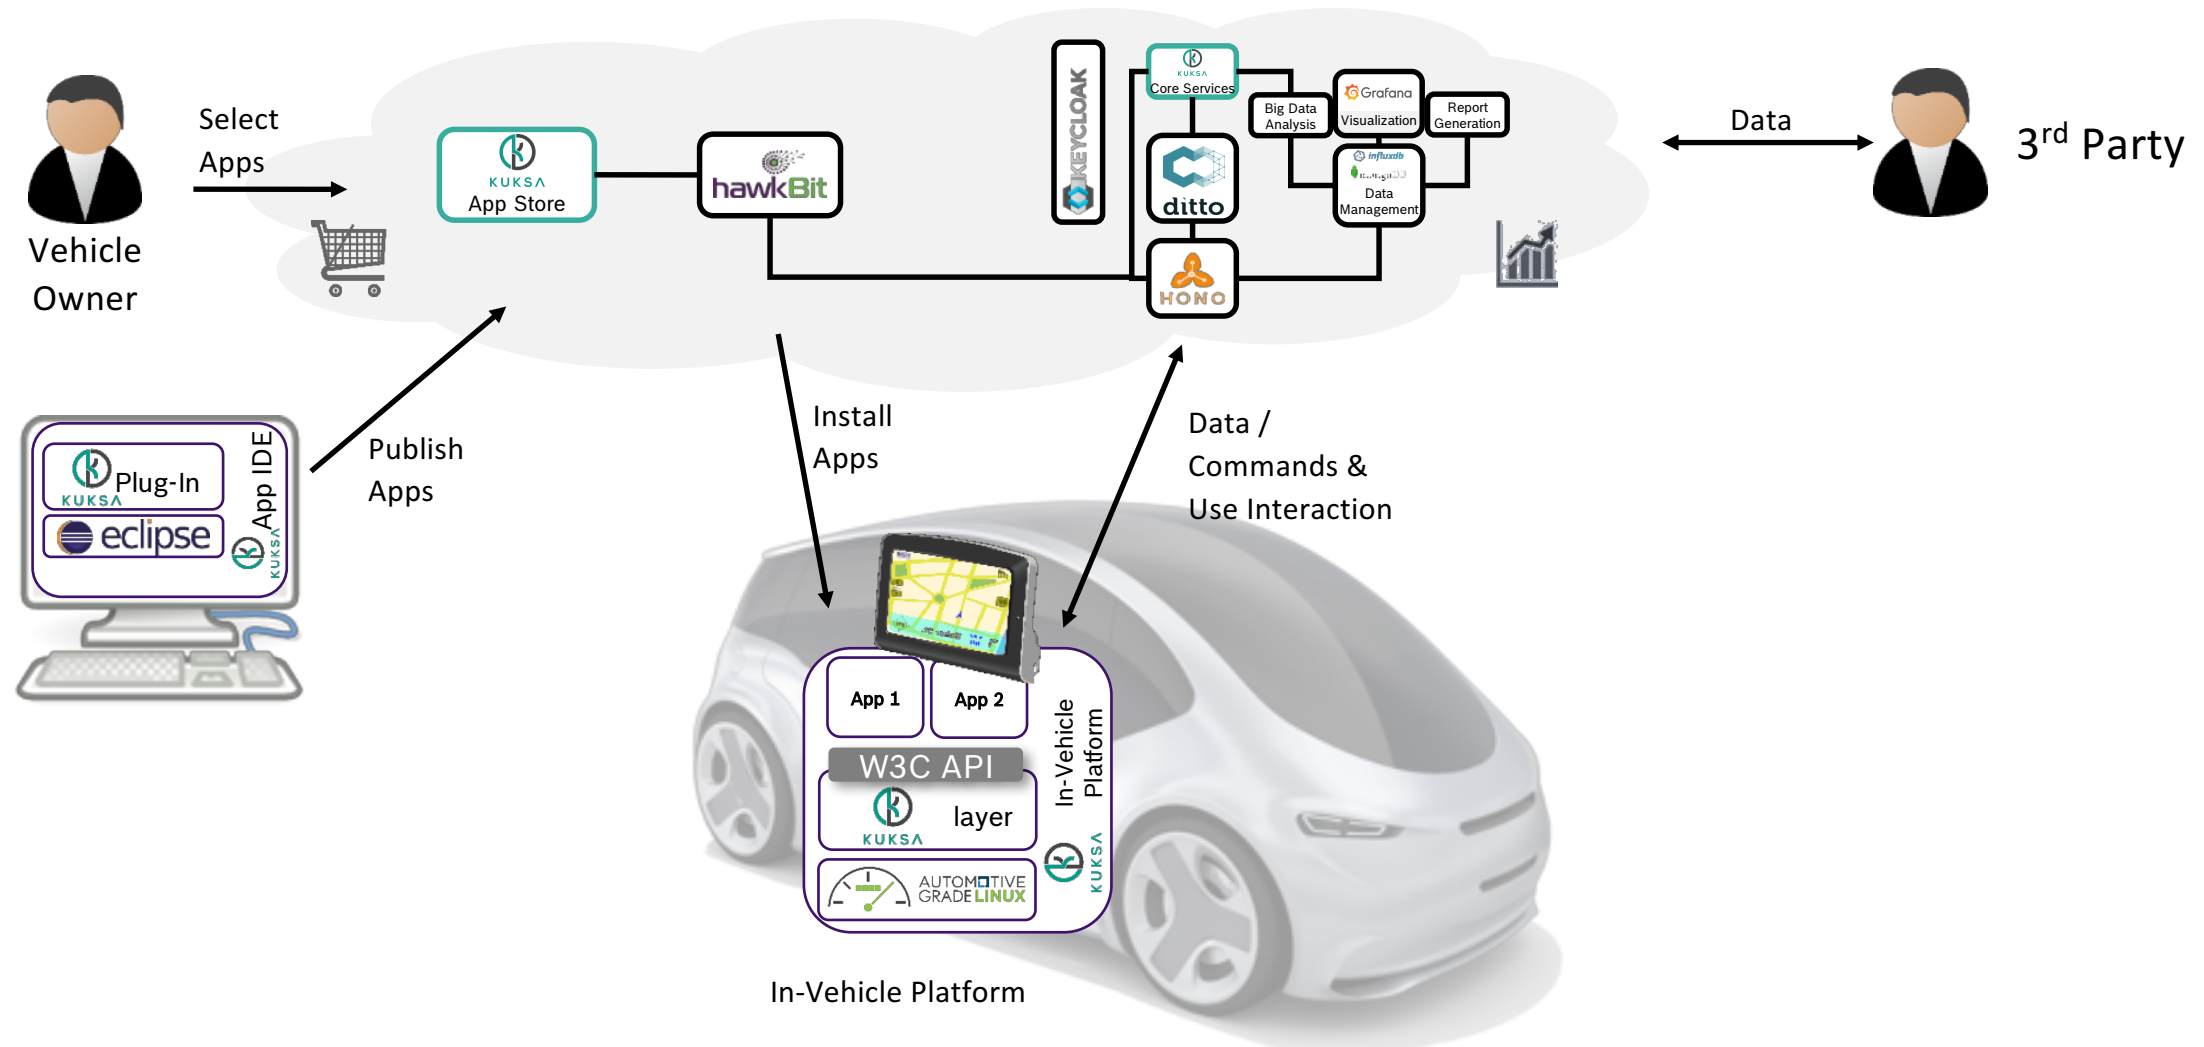 Vehicle
Owner
Select
Apps
KUKSA
App Store
hawkBit
KEYCLOAK
KUKSA
Core Services
ditto
HONO
Big Data
Analysis
Grafana
Visualization
Report
Generation
influxdb
Data
Management
Data
3rd Party
Publish
Apps
KUKSA
Plug-In
eclipse
App IDE
KUKSA
Install
Apps
Data /
Commands &
Use Interaction
App 1
App 2
W3C API
KUKSA
layer
AUTOMOTIVE
GRADE LINUX
In-Vehicle
Platform
KUKSA
In-Vehicle Platform